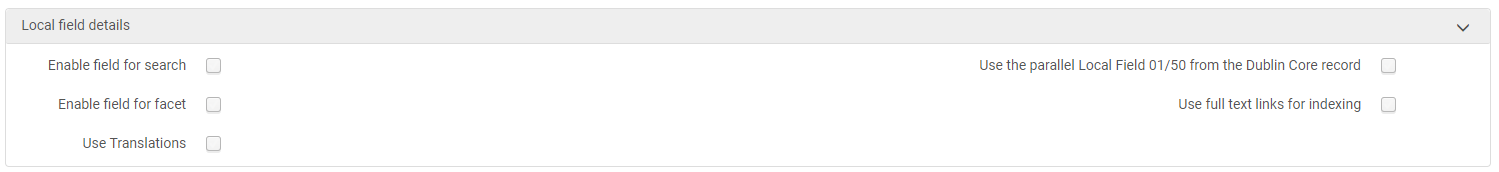 Local field details
Enable field for search
Use the parallel Local Field 01/50 from the Dublin Core record
Enable field for facet
Use full text links for indexing
Use Translations